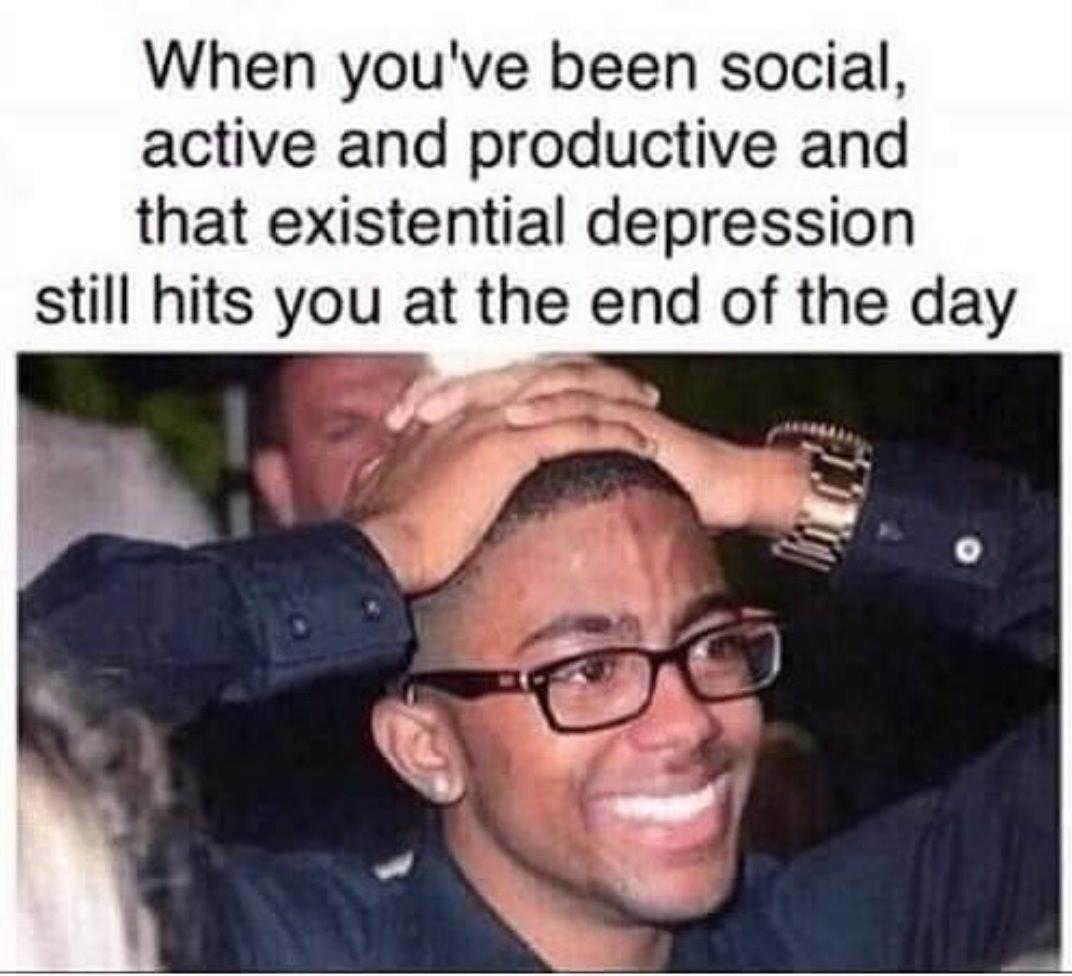 When you've been social,
active and productive and
that existential depression
still hits you at the end of the day